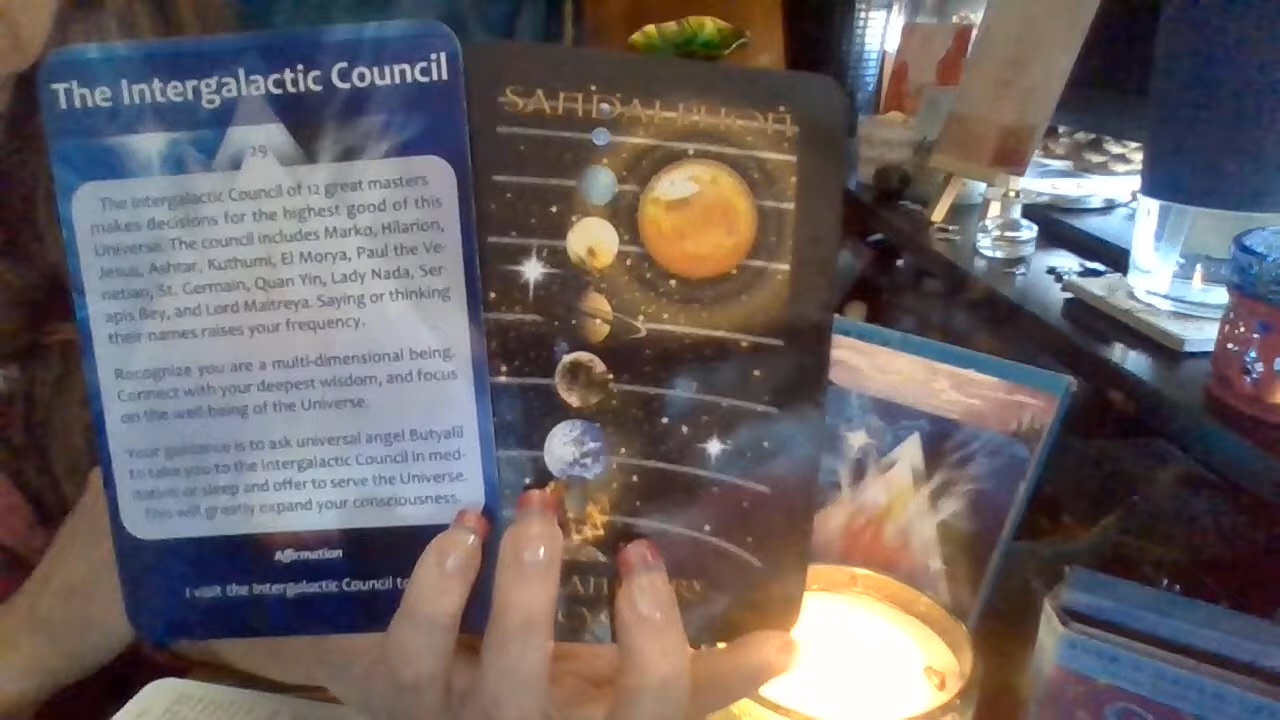 The Intergalactic Council
29
The Intergalactic Council of 12 great masters
makes decisions for the highest good of this
Universe. The council includes Marko, Hilarion,
Jesus, Ashtar, Kuthumi, El Morya, Paul the Ve-
netian, St. Germain, Quan Yin, Lady Nada, Ser-
apis Bey, and Lord Maitreya. Saying or thinking
their names raises your frequency.
Recognize you are a multi-dimensional being.
Connect with your deepest wisdom, and focus
on the well being of the Universe.
Your guidance is to ask universal angel Butyalil
to take you to the Intergalactic Council in med-
itation or sleep and offer to serve the Universe.
This will greatly expand your consciousness.
Affirmation
I visit the Intergalactic Council to
SANDALPHON